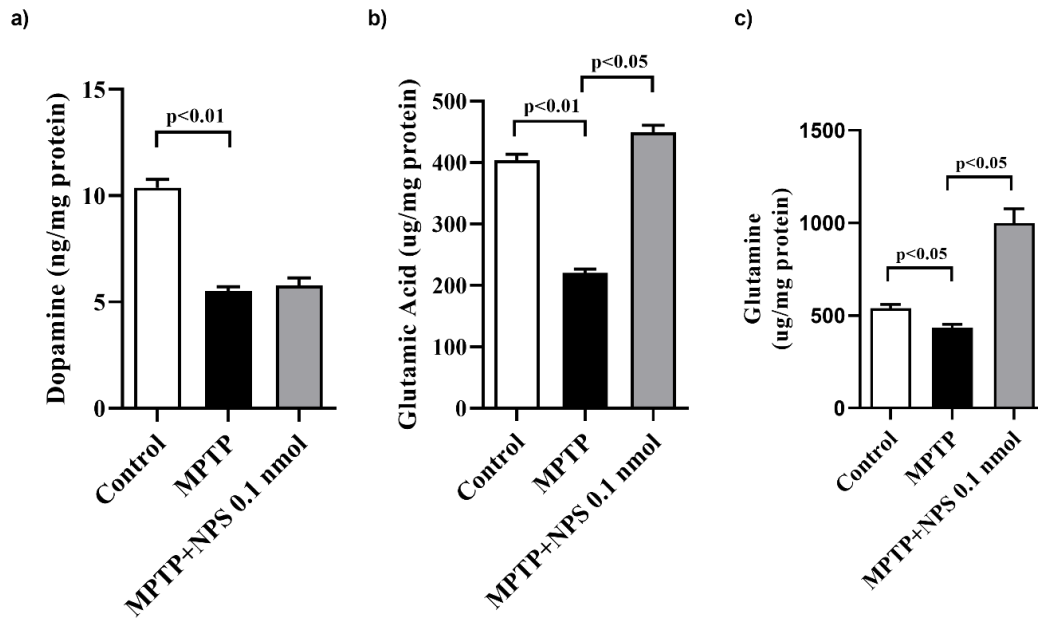 a)
Dopamine (ng/mg protein)
15
10
5
0
p<0.01
Control
MPTP
MPTP+NPS 0.1 nmol
b)
Glutamic Acid (ug/mg protein)
500
400
300
200
100
0
p<0.01
p<0.05
Control
MPTP
MPTP+NPS 0.1 nmol
c)
Glutamine
(ug/mg protein)
1500
1000
500
0
p<0.05
p<0.05
Control
MPTP
MPTP+NPS 0.1 nmol